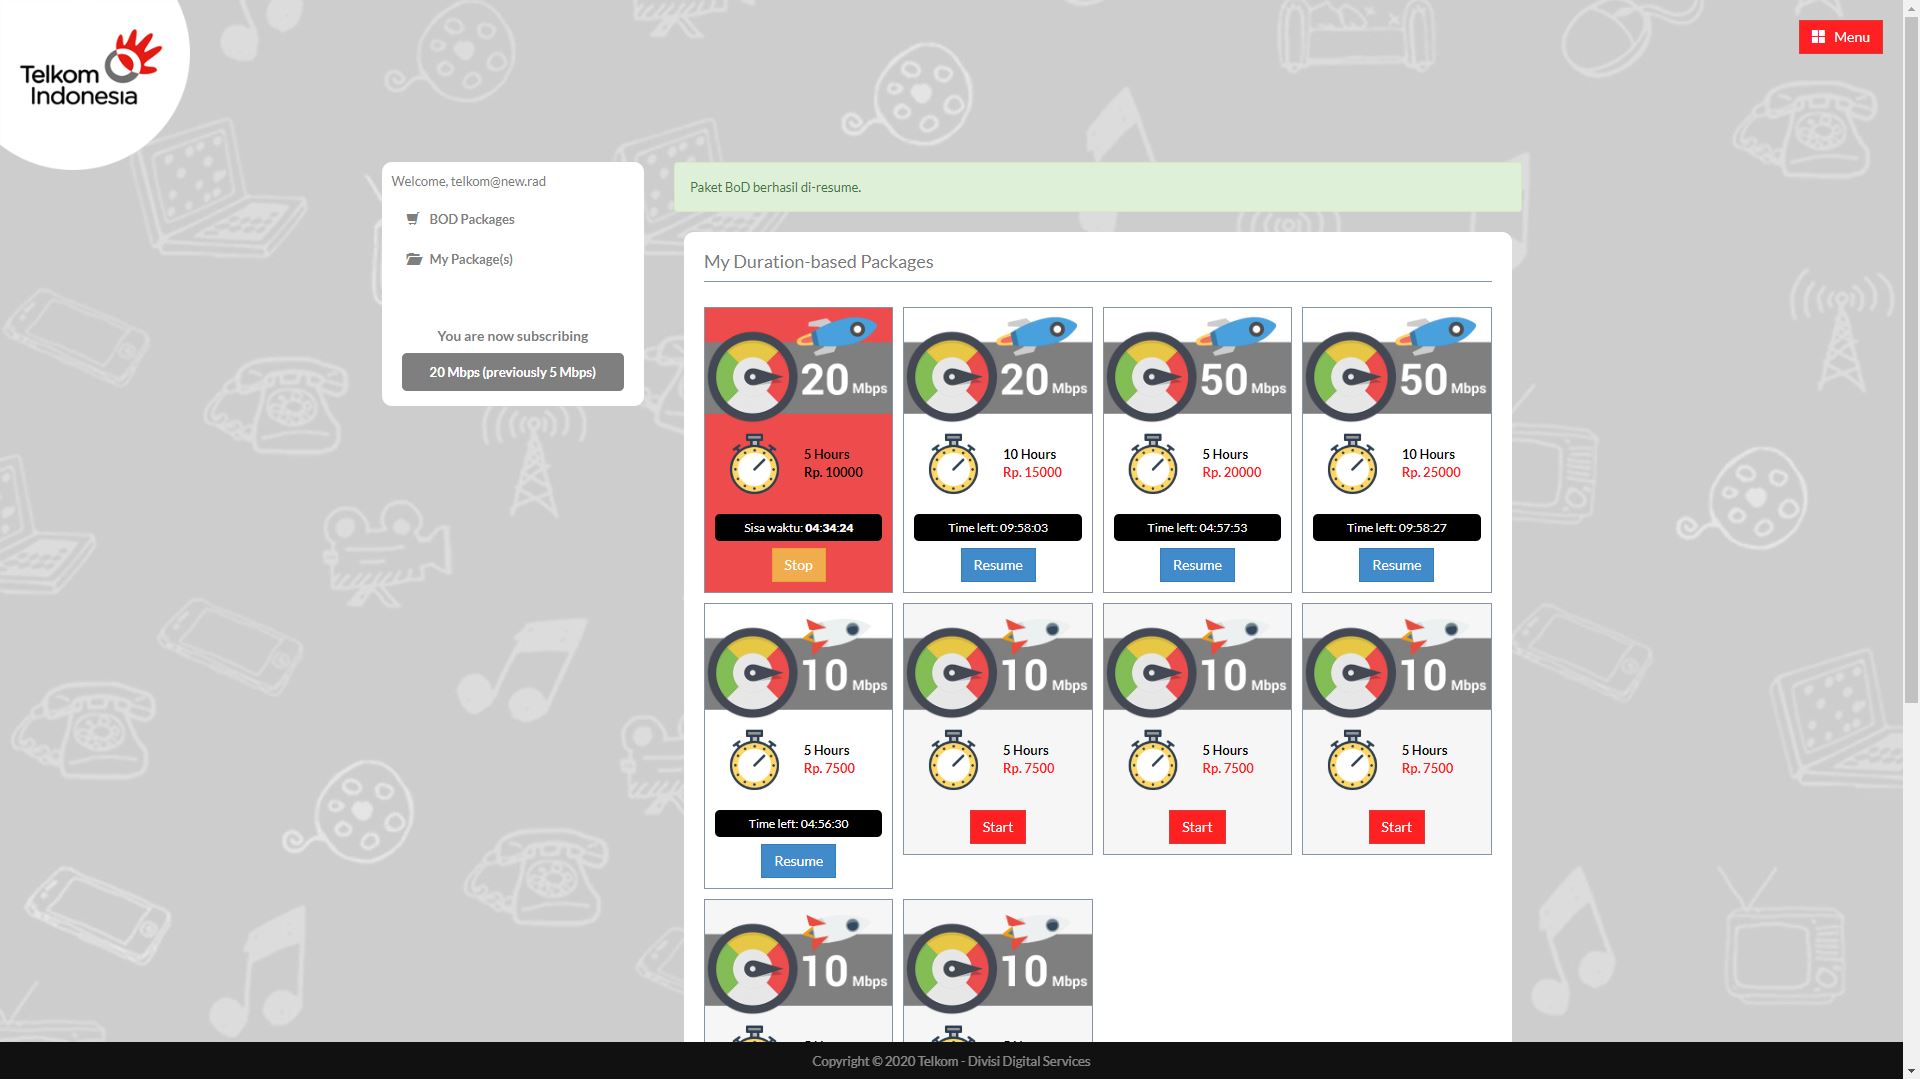 Telkom
Indonesia
Menu
Welcome, telkom@new.rad
BOD Packages
My Package(s)
You are now subscribing
20 Mbps (previously 5 Mbps)
Paket BoD berhasil di-resume.
My Duration-based Packages
20 Mbps
5 Hours
Rp. 10000
Sisa waktu: 04:34:24
Stop
20 Mbps
10 Hours
Rp. 15000
Time left: 09:58:03
Resume
50 Mbps
5 Hours
Rp. 20000
Time left: 04:57:53
Resume
50 Mbps
10 Hours
Rp. 25000
Time left: 09:58:27
Resume
10 Mbps
5 Hours
Rp. 7500
Time left: 04:56:30
Resume
10 Mbps
5 Hours
Rp. 7500
Start
10 Mbps
5 Hours
Rp. 7500
Start
10 Mbps
5 Hours
Rp. 7500
Start
10 Mbps
10 Mbps
Copyright © 2020 Telkom - Divisi Digital Services